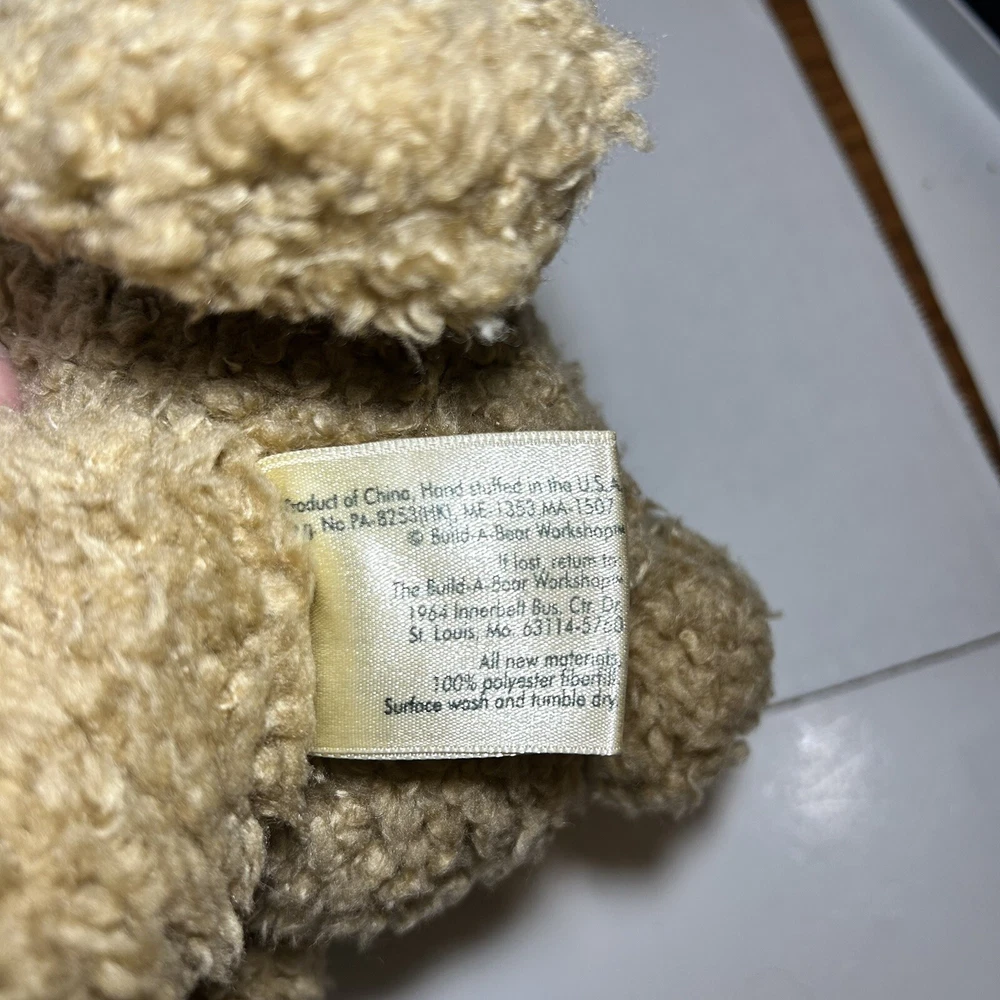 Product of China, Hand stuffed in the U.S.A
No. PA-8253(HK), ME-1353 MA-1507
© Build-A-Bear Workshop™
If lost, return to
The Build-A-Bear Workshop™
1964 Innerbelt Bus, Ctr. Dr.
St. Louis, Mo. 63114-5760
All new materials
100% polyester fiberfill
Surface wash and tumble dry